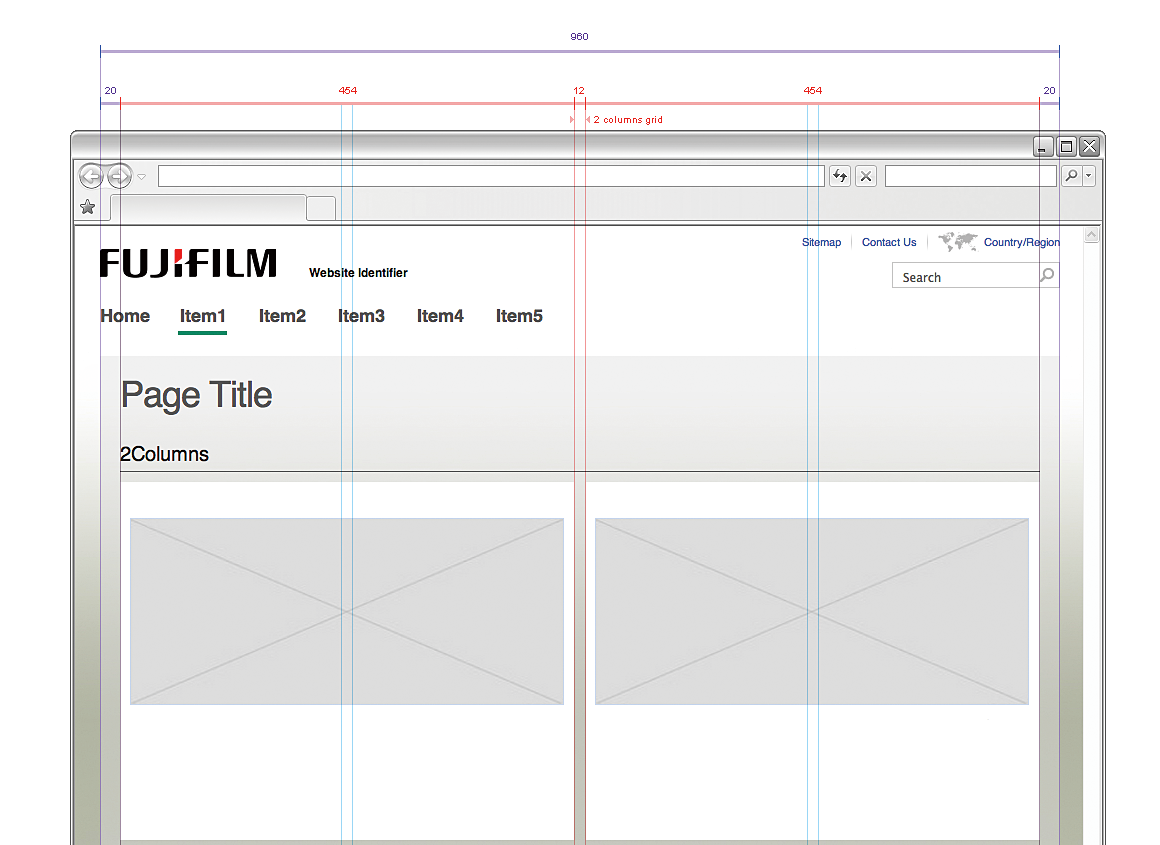 960
20 454 12 454 20
2 columns grid
Sitemap Contact Us Country/Region
FUJIFILM Website Identifier
Search
Home Item1 Item2 Item3 Item4 Item5
Page Title
2Columns